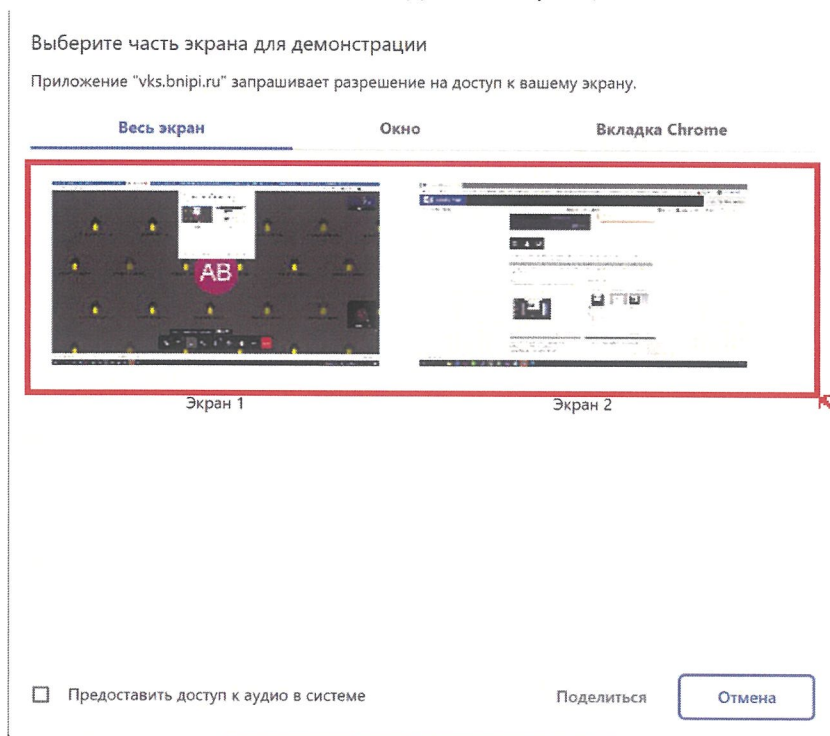 Выберите часть экрана для демонстрации
Приложение "vks.bnipi.ru" запрашивает разрешение на доступ к вашему экрану.
Весь экран Окно Вкладка Chrome
AB
Экран 1 Экран 2
Предоставить доступ к аудио в системе Поделиться Отмена